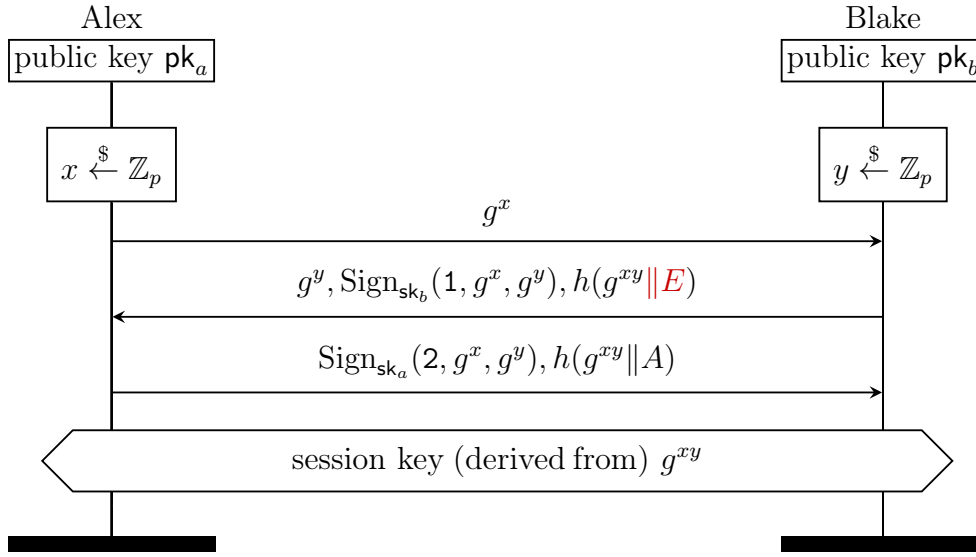 Alex
Blake
public key pk_a
public key pk_b
x ←$ ℤ_p
y ←$ ℤ_p
g^x
g^y, Sign_{sk_b}(1, g^x, g^y), h(g^{xy}‖E)
Sign_{sk_a}(2, g^x, g^y), h(g^{xy}‖A)
session key (derived from) g^{xy}